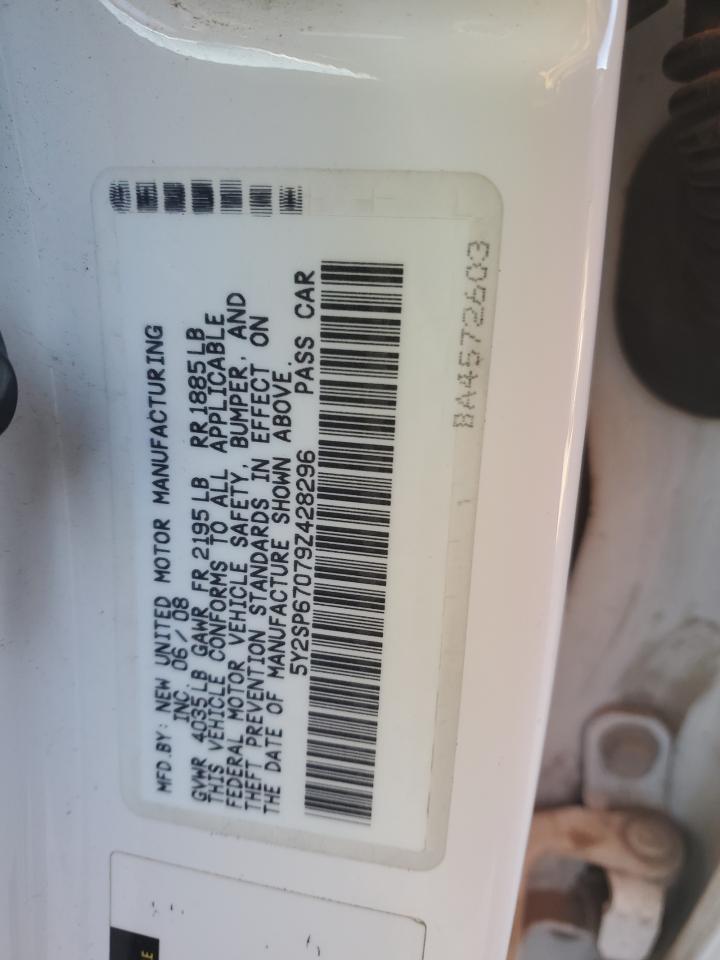 MFD.BY: NEW UNITED MOTOR MANUFACTURING
INC. 06/08
GVWR 4035LB GAWR FR 2195LB RR 1885LB
THIS VEHICLE CONFORMS TO ALL APPLICABLE
FEDERAL MOTOR VEHICLE SAFETY, BUMPER, AND
THEFT PREVENTION STANDARDS IN EFFECT ON
THE DATE OF MANUFACTURE SHOWN ABOVE.
5Y2SP67079Z428296 PASS CAR
BA4572603